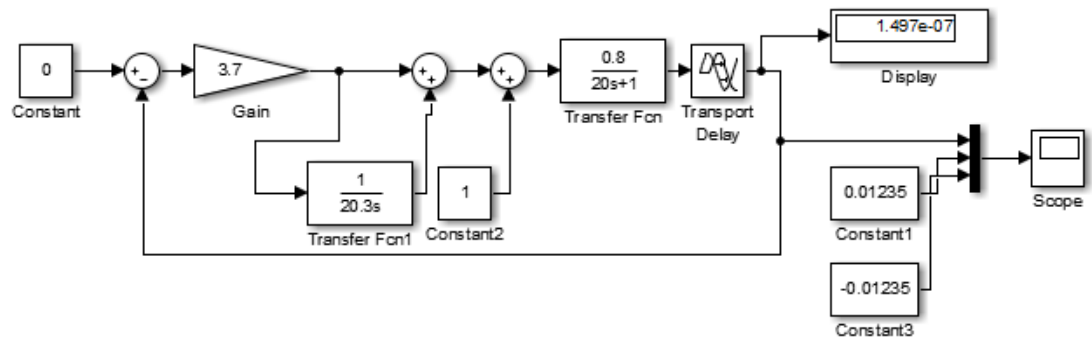 0
Constant
+
−
3.7
Gain
+
+
+
+
0.8
20s+1
Transfer Fcn
Transport
Delay
1.497e-07
Display
1
20.3s
Transfer Fcn1
1
Constant2
0.01235
Constant1
-0.01235
Constant3
Scope